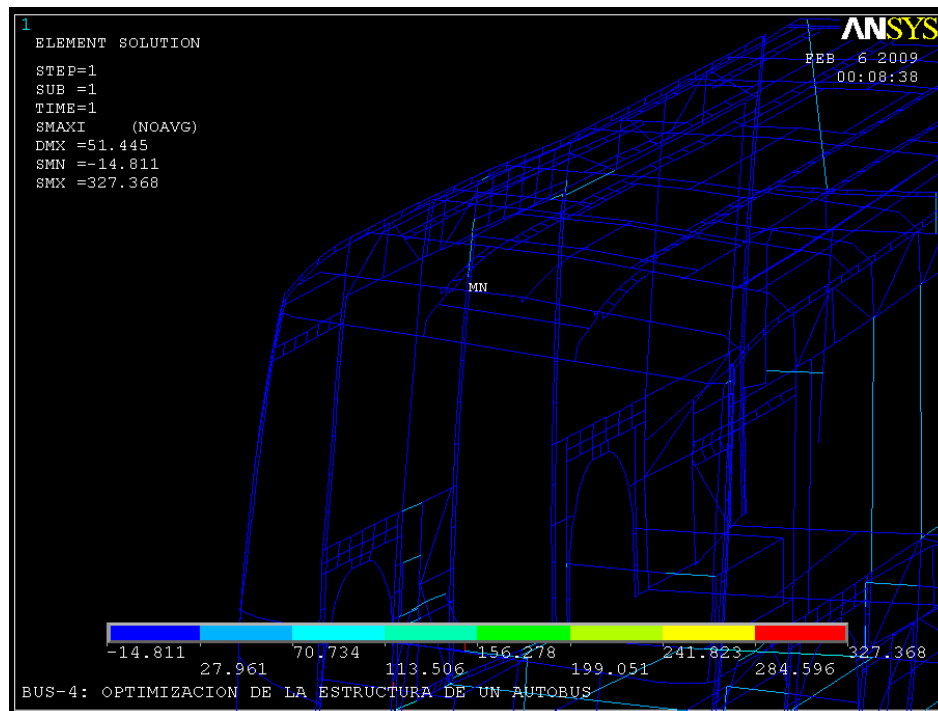 1
ANSYS
ELEMENT SOLUTION
FEB  6 2009
00:08:38
STEP=1
SUB =1
TIME=1
SMAXI    (NOAVG)
DMX =51.445
SMN =-14.811
SMX =327.368
MN
-14.811 70.734 156.278 241.823 327.368
27.961 113.506 199.051 284.596
BUS-4: OPTIMIZACION DE LA ESTRUCTURA DE UN AUTOBUS